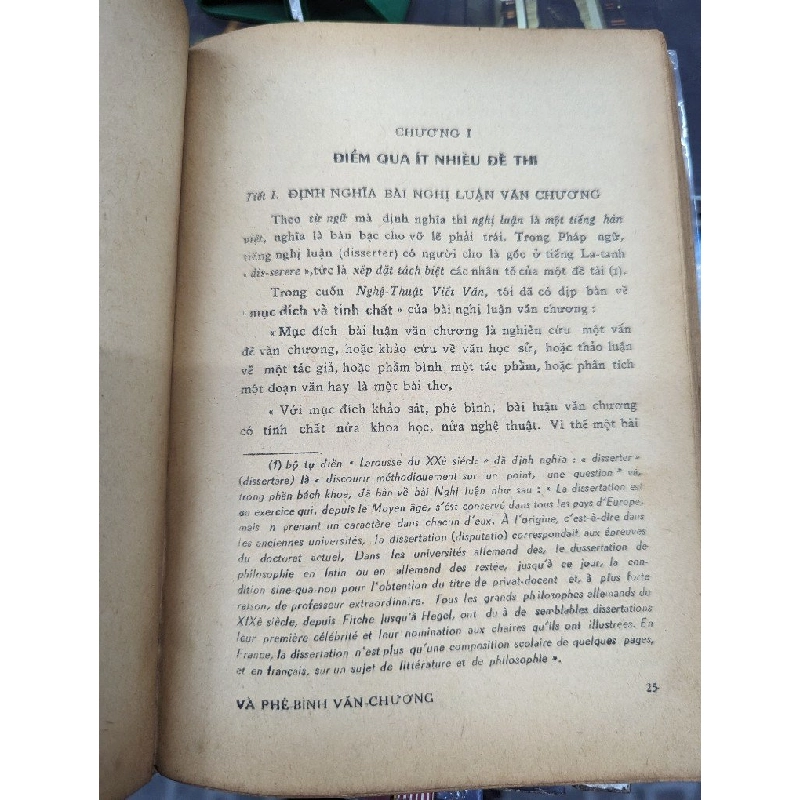 CHƯƠNG I
ĐIỂM QUA ÍT NHIỀU ĐỀ THI
Tiết 1. ĐỊNH NGHĨA BÀI NGHỊ LUẬN VĂN CHƯƠNG
Theo từ ngữ mà định nghĩa thì nghị luận là một tiếng hán
việt, nghĩa là bàn bạc cho vỡ lẽ phải trái. Trong Pháp ngữ,
tiếng nghị luận (disserter) có người cho là gốc ở tiếng La-tanh
« dis-serere », tức là xếp đặt tách biệt các nhân tố của một đề tài (1).
Trong cuốn Nghệ-Thuật Viết Văn, tôi đã có dịp bàn về
« mục đích và tính chất » của bài nghị luận văn chương :
« Mục đích bài luận văn chương là nghiên cứu một vấn
đề văn chương, hoặc khảo cứu về văn học sử, hoặc thảo luận
về một tác giả, hoặc phẩm bình một tác phẩm, hoặc phân tích
một đoạn văn hay là một bài thơ,
« Với mục đích khảo sát, phê bình, bài luận văn chương
có tính chất nửa khoa học, nửa nghệ thuật. Vì thế một bài
(1) bộ tự điển « Larousse du XXè siècle » đã định nghĩa : « disserter »
(dissertare) là « discourir méthodiquement sur un point, une question » và,
trong phần bách khoa, đã bàn về bài Nghị luận như sau : « La dissertation est
un exercice qui, depuis le Moyen âge, s'est conservé dans tous les pays d'Europe,
mais n prenant un caractère dans chacun d'eux. À l'origine, c'est-à-dire dans
les anciennes universités, la dissertation (disputatio) correspondait aux épreuves
du doctorat actuel, Dans les universités allemand des, le dussertation de
philosophie en latin ou en allemand des restée, jusqu'à ce jour, la con-
dition sine-qua-non pour l'obtention du titre de privat-docent et, à plus forte
raison, de professeur extraordinaire. Tous les grands philosophes allemands du
XIXè siècle, depuis Fitche jusqu'à Hegel, ont du à de semblables dissertations
leur première célébrité et leur nomination aux chaires qu'ils ont illustrées. En
France, la dissertation n'est plus qu'une composition scolaire de quelques pages,
et en français, sur un sujet de littérature et de philosophie ».
VÀ PHÊ-BÌNH VĂN-CHƯƠNG
25